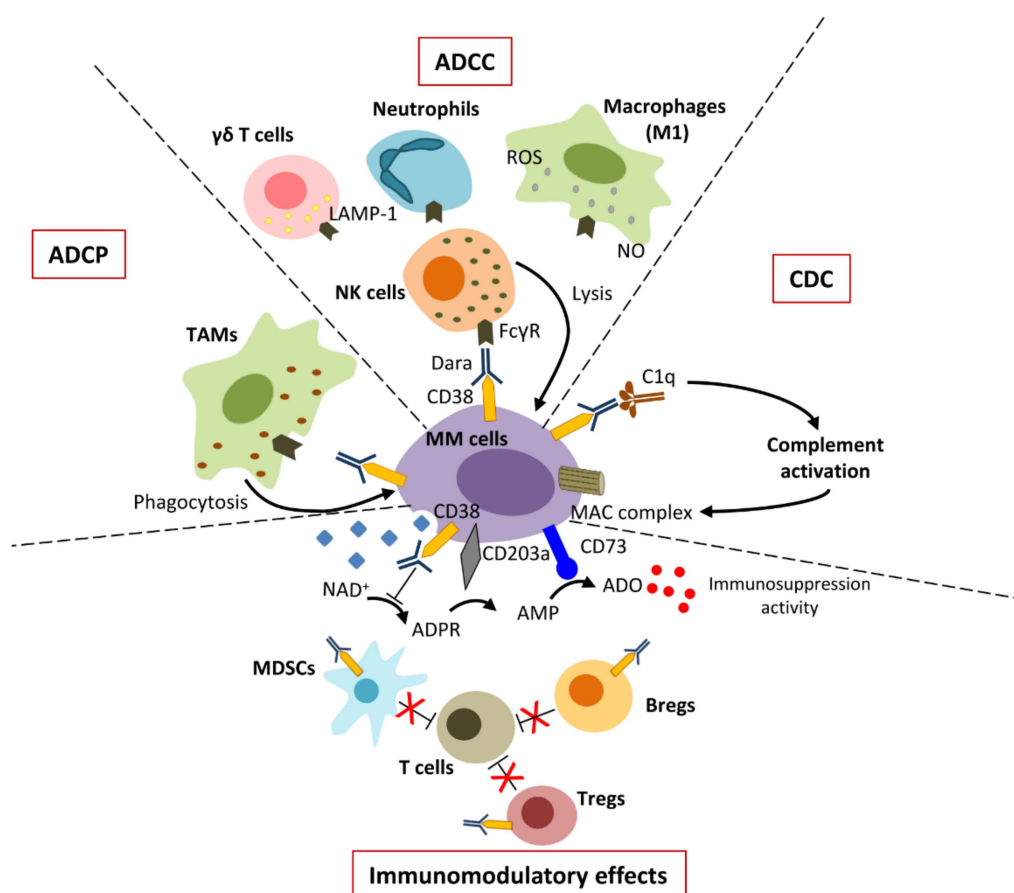 ADCC
Neutrophils
Macrophages
(M1)
γδ T cells
ROS
LAMP-1
NO
ADCP
CDC
NK cells
Lysis
FcγR
TAMs
Dara
CD38
C1q
MM cells
Complement
activation
Phagocytosis
CD38
MAC complex
CD203a
CD73
NAD⁺
ADPR
AMP
ADO
Immunosuppression
activity
MDSCs
Bregs
T cells
Tregs
Immunomodulatory effects